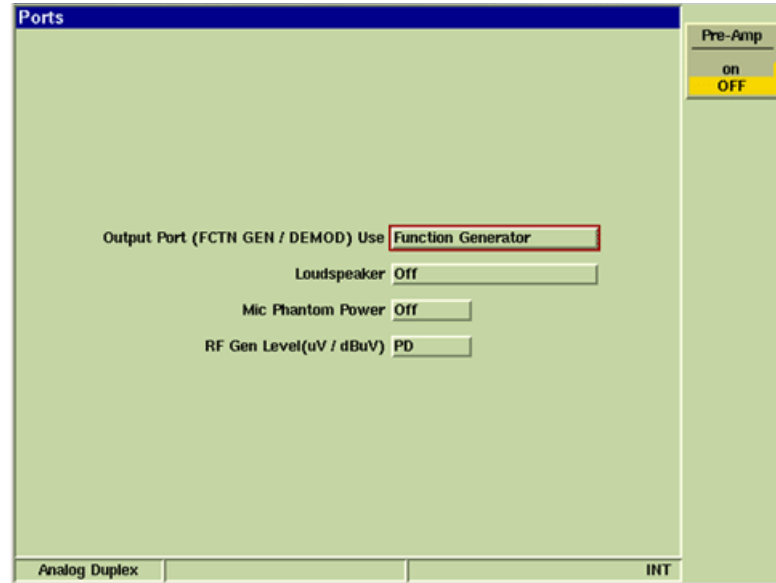 Ports
Pre-Amp
on
OFF
Output Port (FCTN GEN / DEMOD) Use Function Generator
Loudspeaker Off
Mic Phantom Power Off
RF Gen Level(uV / dBuV) PD
Analog Duplex INT